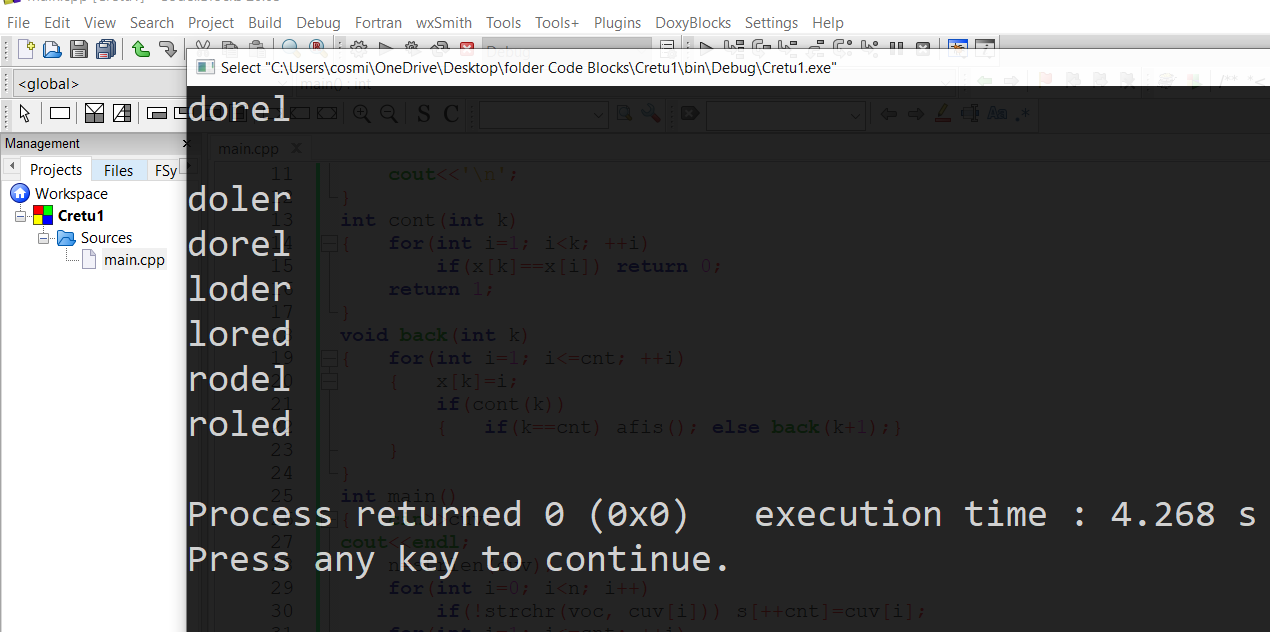 File Edit View Search Project Build Debug Fortran wxSmith Tools Tools+ Plugins DoxyBlocks Settings Help
Select "C:\Users\cosmi\OneDrive\Desktop\folder Code Blocks\Cretu1\bin\Debug\Cretu1.exe"
<global>
main() : int
S C
Management
main.cpp
Projects Files FSy
Workspace
Cretu1
Sources
main.cpp
dorel
doler
dorel
loder
lored
rodel
roled
Process returned 0 (0x0)   execution time : 4.268 s
Press any key to continue.
11 cout<<'\n';
}
13 int cont(int k)
14 { for(int i=1; i<k; ++i)
15 if(x[k]==x[i]) return 0;
return 1;
17 }
void back(int k)
19 { for(int i=1; i<=cnt; ++i)
{ x[k]=i;
21 if(cont(k))
{ if(k==cnt) afis(); else back(k+1);}
23 }
24 }
25 int main()
27 cout<<endl;
29 for(int i=0; i<n; i++)
30 if(!strchr(voc, cuv[i])) s[++cnt]=cuv[i];